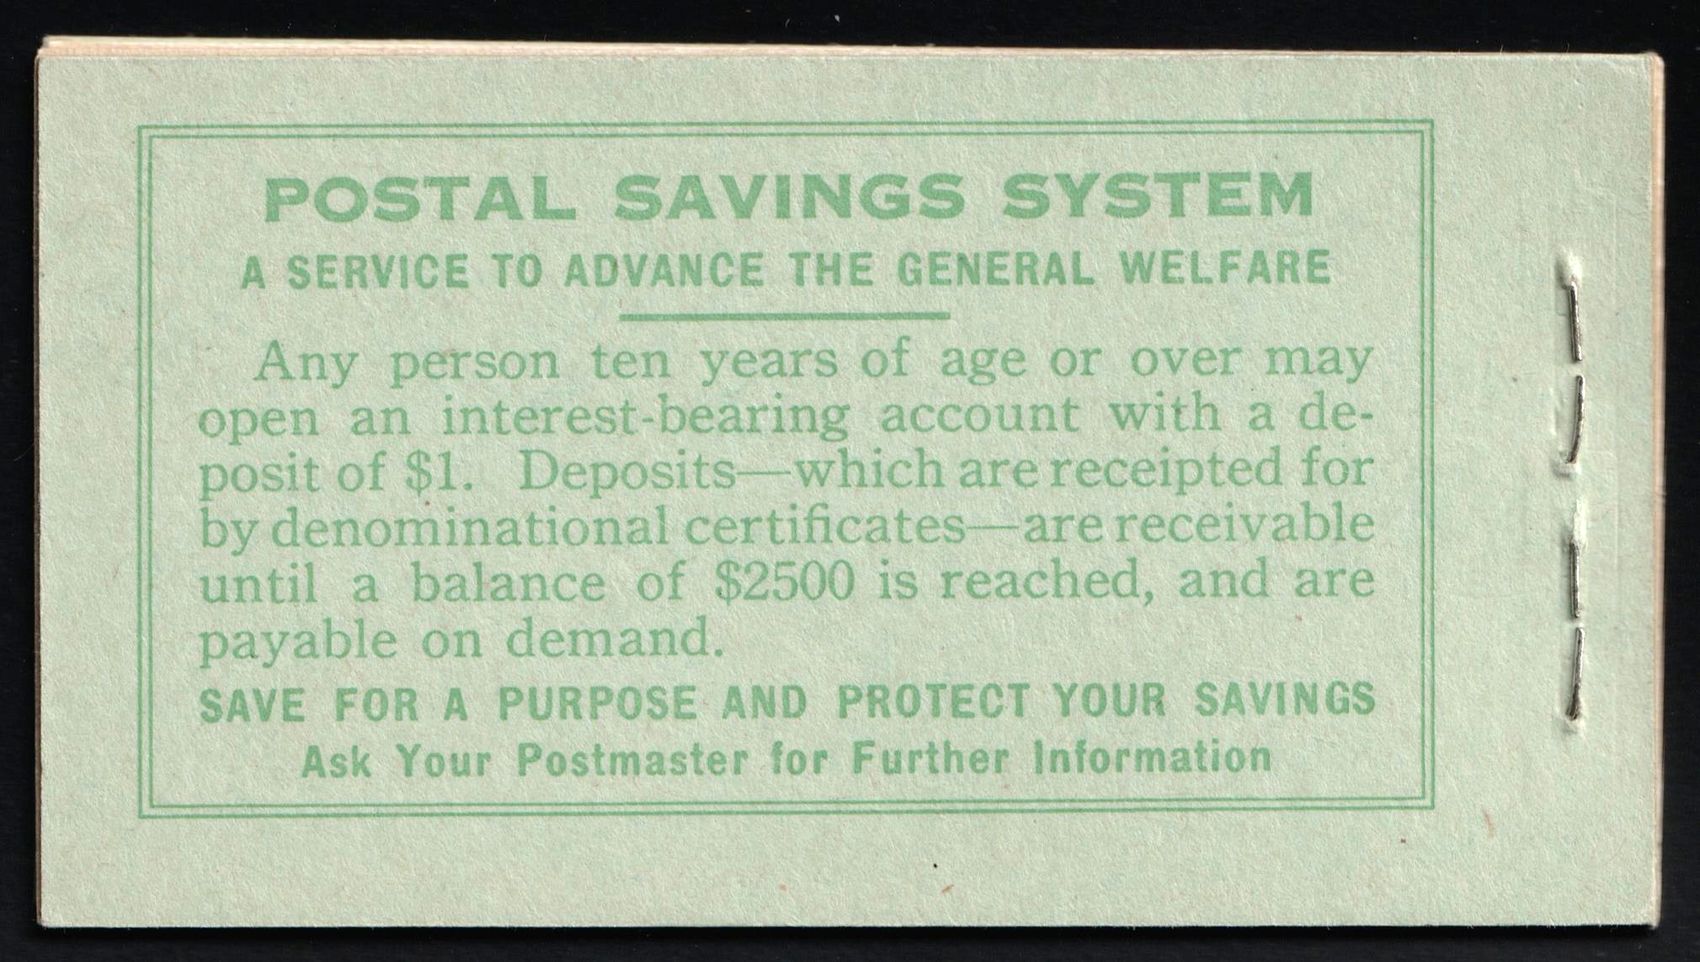 POSTAL SAVINGS SYSTEM
A SERVICE TO ADVANCE THE GENERAL WELFARE
Any person ten years of age or over may
open an interest-bearing account with a de-
posit of $1. Deposits—which are receipted for
by denominational certificates—are receivable
until a balance of $2500 is reached, and are
payable on demand.
SAVE FOR A PURPOSE AND PROTECT YOUR SAVINGS
Ask Your Postmaster for Further Information